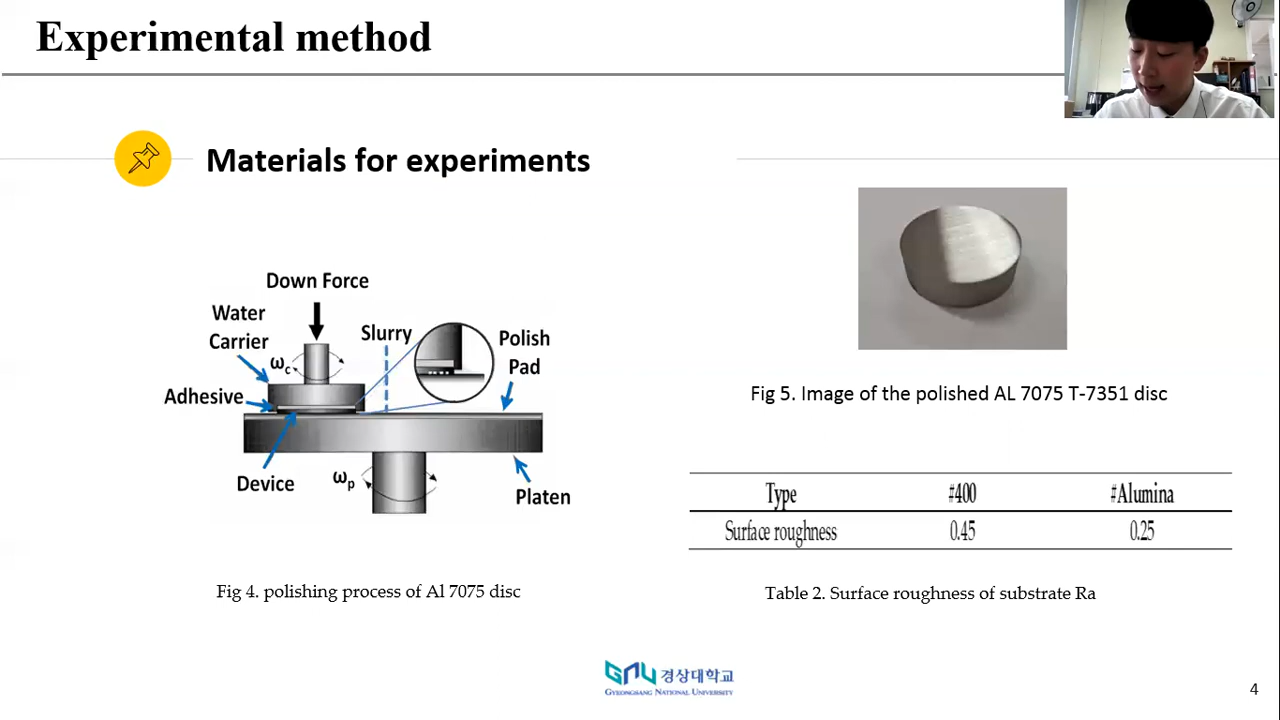 Experimental method
Materials for experiments
Down Force
Water
Carrier
Slurry
Polish
Pad
ωc
Adhesive
Device
ωp
Platen
Fig 4. polishing process of Al 7075 disc
Fig 5. Image of the polished AL 7075 T-7351 disc
Type #400 #Alumina
Surface roughness 0.45 0.25
Table 2. Surface roughness of substrate Ra
GNU 경상대학교
GYEONGSANG NATIONAL UNIVERSITY
4